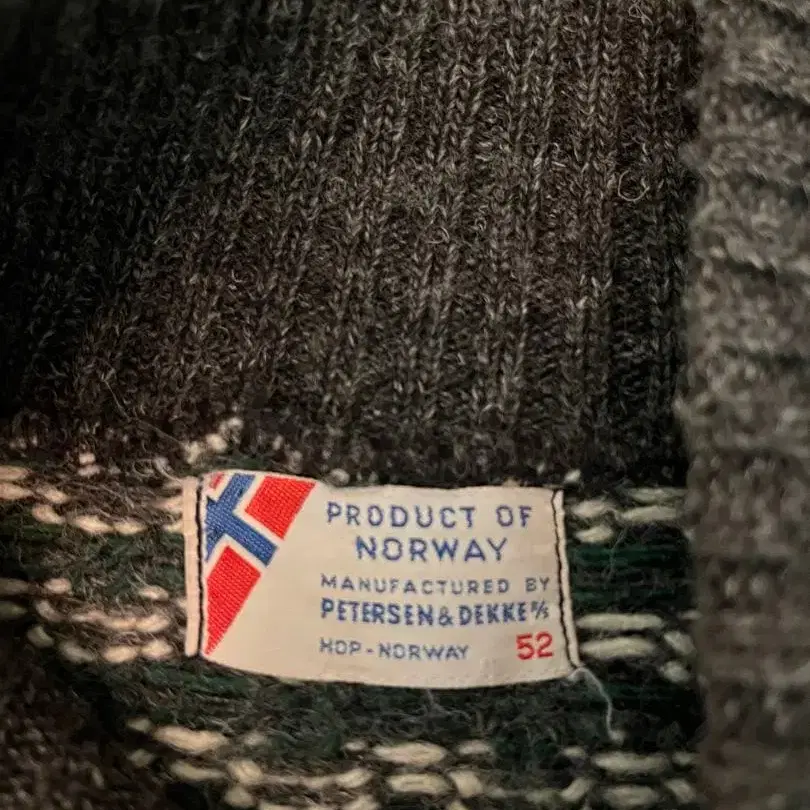 PRODUCT OF
NORWAY
MANUFACTURED BY
PETERSEN & DEKKE A/S
HOP-NORWAY 52